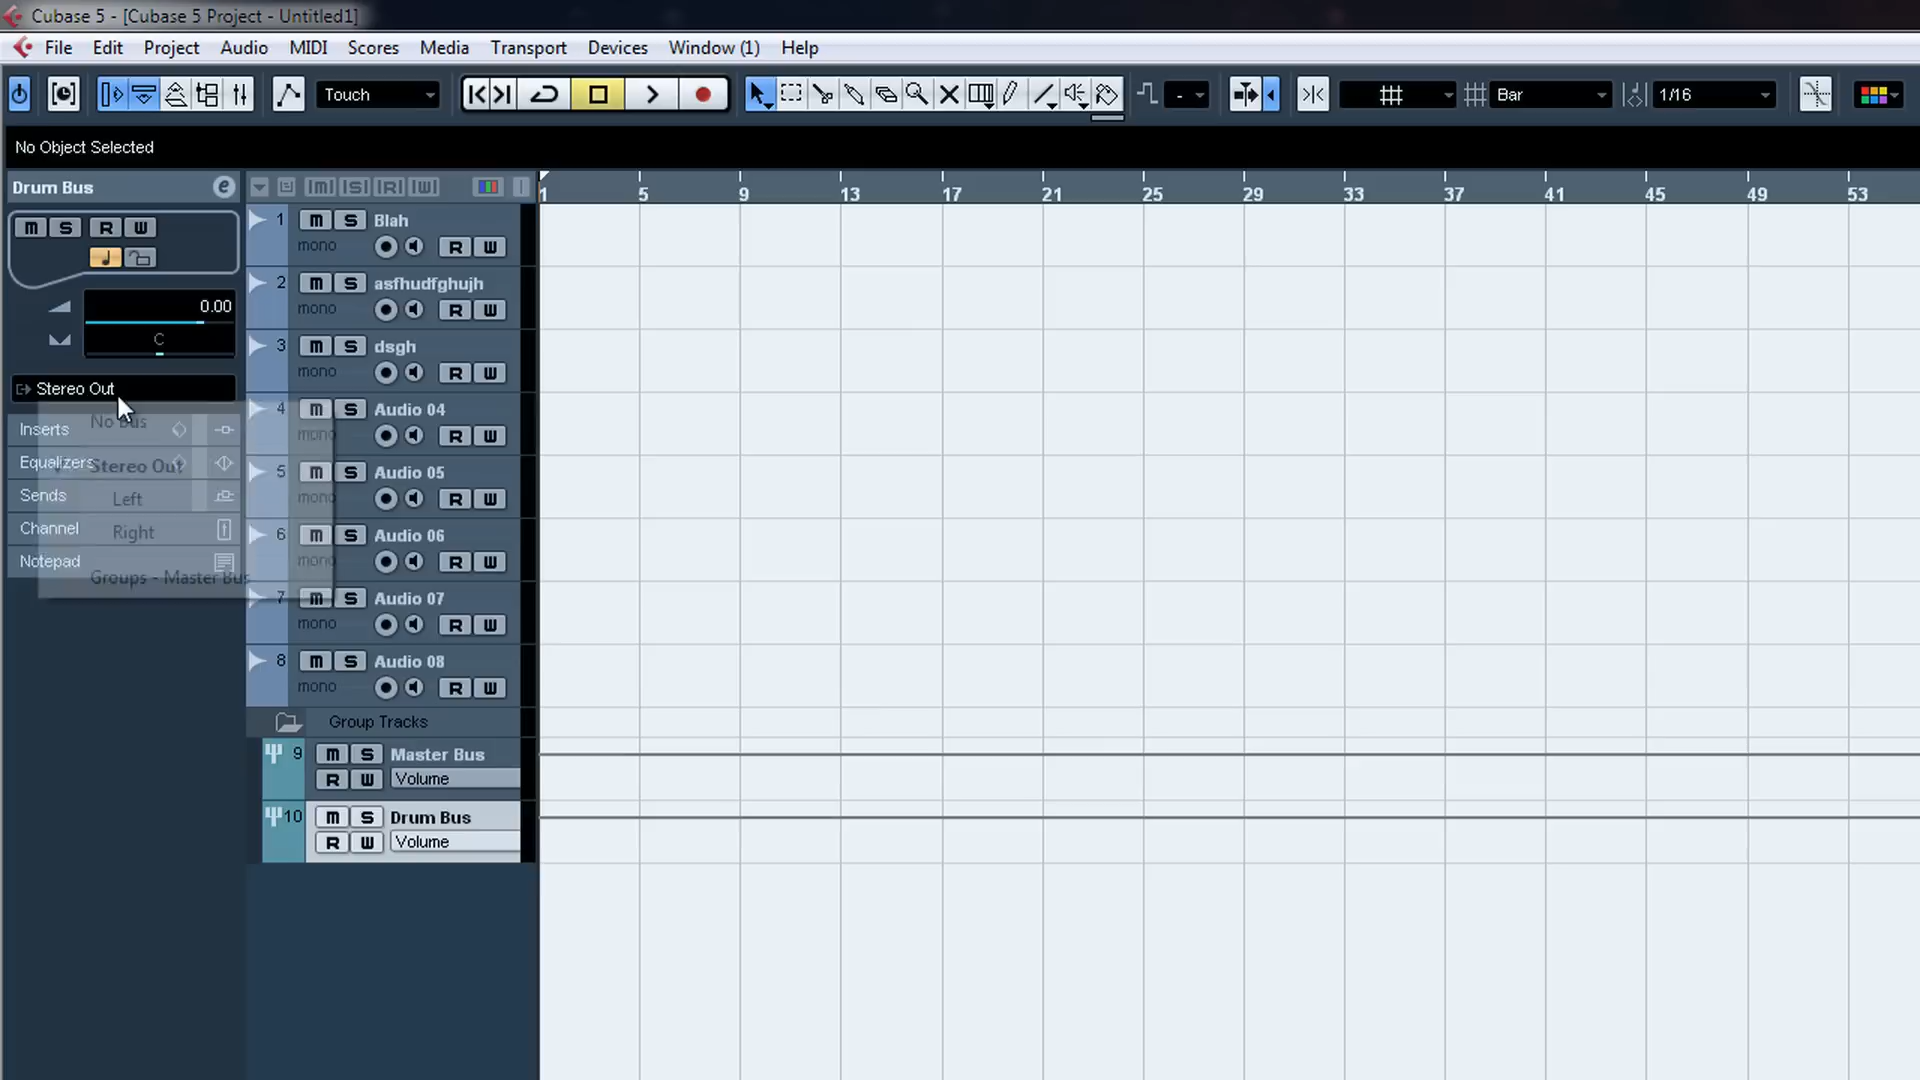 Cubase 5 - [Cubase 5 Project - Untitled1]
File Edit Project Audio MIDI Scores Media Transport Devices Window (1) Help
Touch - Bar 1/16
No Object Selected
Drum Bus e [M] [S] [R] [W]
1 5 9 13 17 21 25 29 33 37 41 45 49 53
M S R W
0.00
C
Stereo Out
No Bus
Stereo Out
Left
Right
Groups - Master Bus
Inserts
Equalizers
Sends
Channel
Notepad
1 M S Blah
mono R W
2 M S asfhudfghujh
mono R W
3 M S dsgh
mono R W
4 M S Audio 04
mono R W
5 M S Audio 05
mono R W
6 M S Audio 06
mono R W
7 M S Audio 07
mono R W
8 M S Audio 08
mono R W
Group Tracks
9 M S Master Bus
R W Volume
10 M S Drum Bus
R W Volume